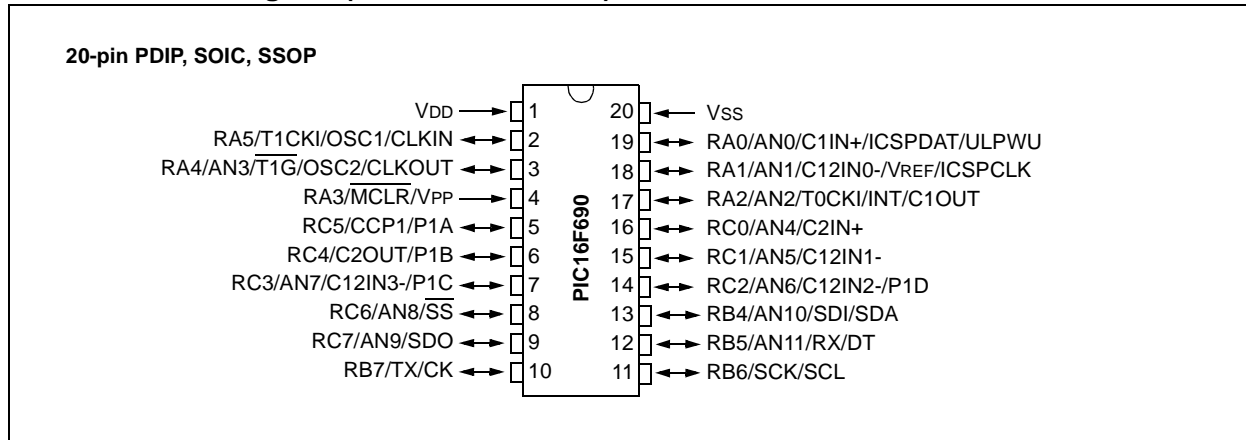 20-pin PDIP, SOIC, SSOP
VDD 1 20 VSS
RA5/T1CKI/OSC1/CLKIN 2 19 RA0/AN0/C1IN+/ICSPDAT/ULPWU
RA4/AN3/T1G/OSC2/CLKOUT 3 18 RA1/AN1/C12IN0-/VREF/ICSPCLK
RA3/MCLR/VPP 4 17 RA2/AN2/T0CKI/INT/C1OUT
RC5/CCP1/P1A 5 16 RC0/AN4/C2IN+
RC4/C2OUT/P1B 6 15 RC1/AN5/C12IN1-
RC3/AN7/C12IN3-/P1C 7 14 RC2/AN6/C12IN2-/P1D
RC6/AN8/SS 8 13 RB4/AN10/SDI/SDA
RC7/AN9/SDO 9 12 RB5/AN11/RX/DT
RB7/TX/CK 10 11 RB6/SCK/SCL
PIC16F690